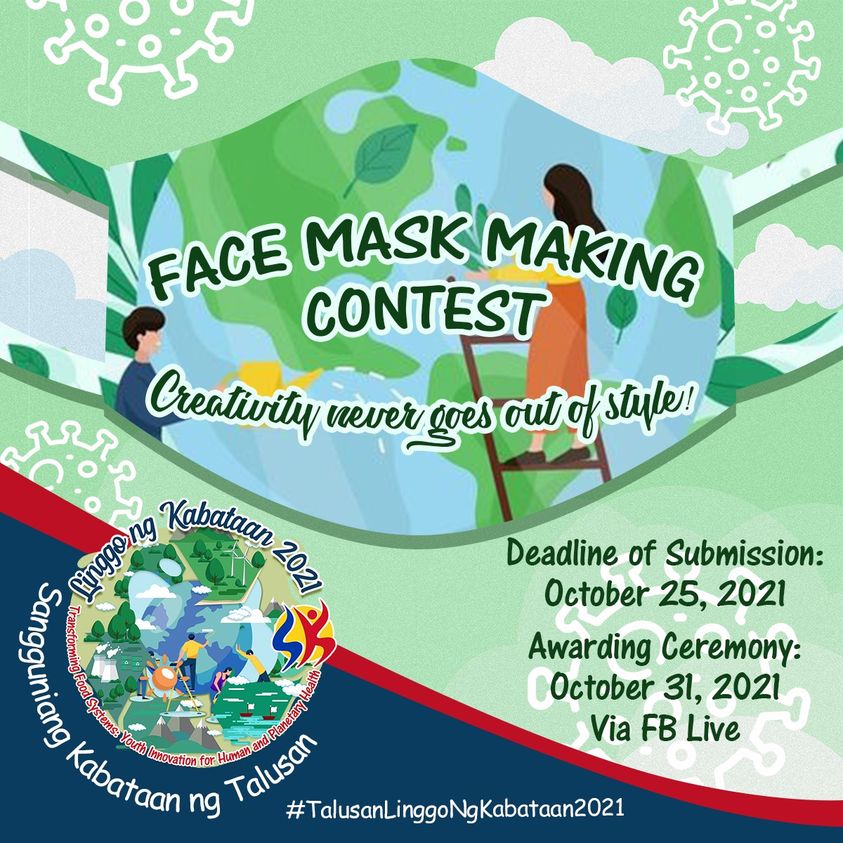 FACE MASK MAKING
CONTEST
Creativity never goes out of style!
Linggo ng Kabataan 2021
SK
Transforming Food Systems: Youth Innovation for Human and Planetary Health
Sangguniang Kabataan ng Talusan
Deadline of Submission:
October 25, 2021
Awarding Ceremony:
October 31, 2021
Via FB Live
#TalusanLinggoNgKabataan2021